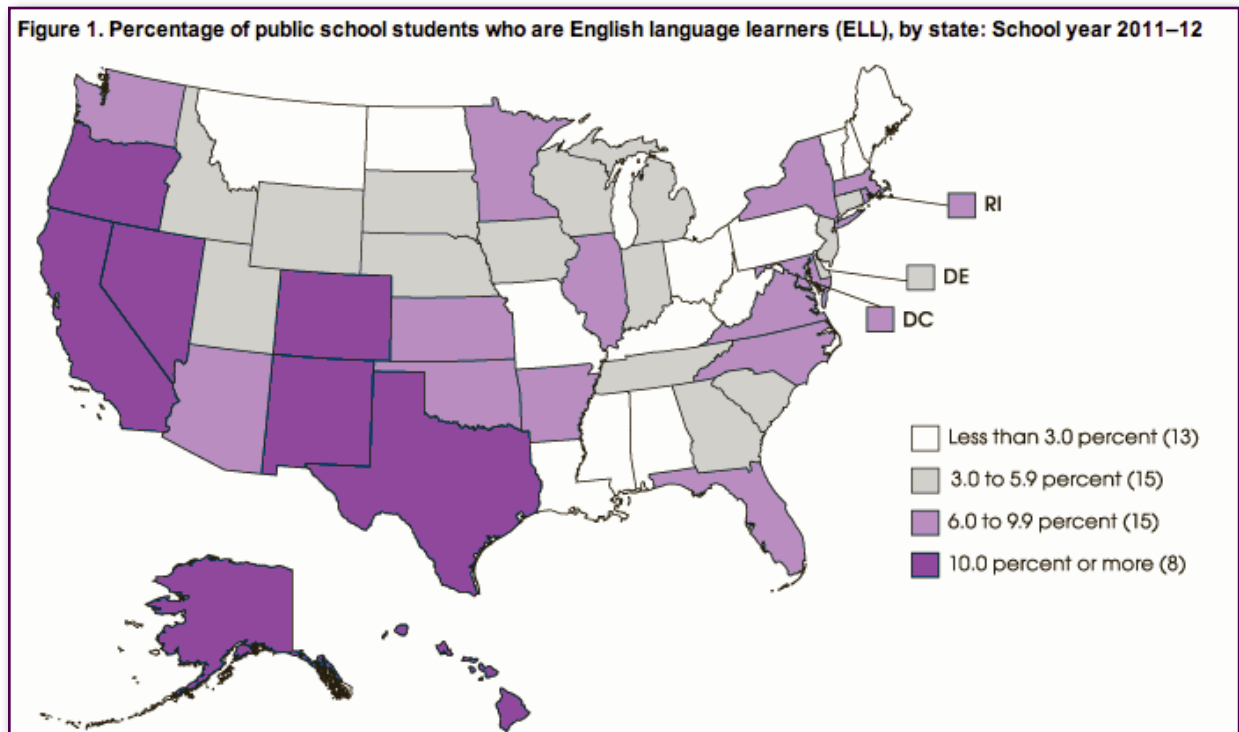 Figure 1. Percentage of public school students who are English language learners (ELL), by state: School year 2011–12
RI
DE
DC
Less than 3.0 percent (13)
3.0 to 5.9 percent (15)
6.0 to 9.9 percent (15)
10.0 percent or more (8)